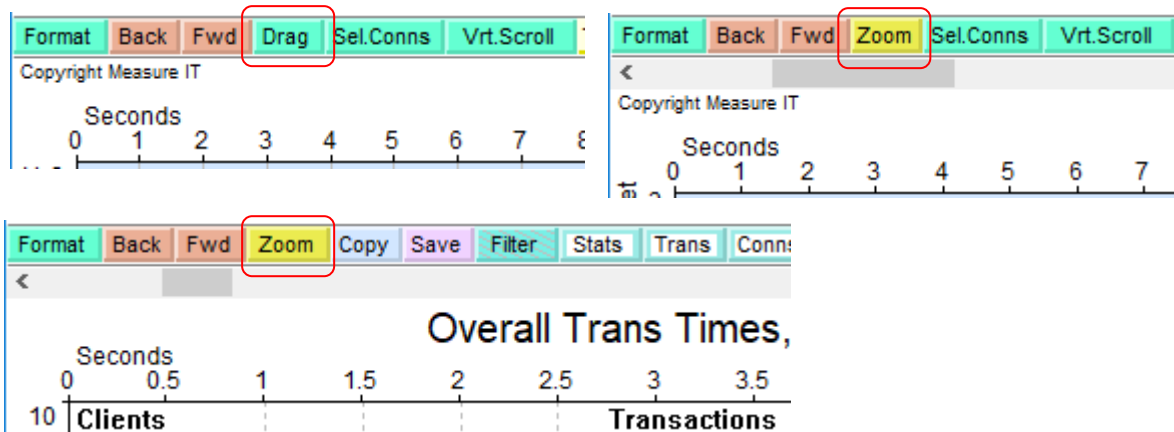 Format Back Fwd Drag Sel.Conns Vrt.Scroll
Copyright Measure IT
Seconds
0 1 2 3 4 5 6 7 8
Format Back Fwd Zoom Sel.Conns Vrt.Scroll
<
Copyright Measure IT
Seconds
0 1 2 3 4 5 6 7
Format Back Fwd Zoom Copy Save Filter Stats Trans Conns
<
Overall Trans Times,
Seconds
0 0.5 1 1.5 2 2.5 3 3.5
10 Clients Transactions